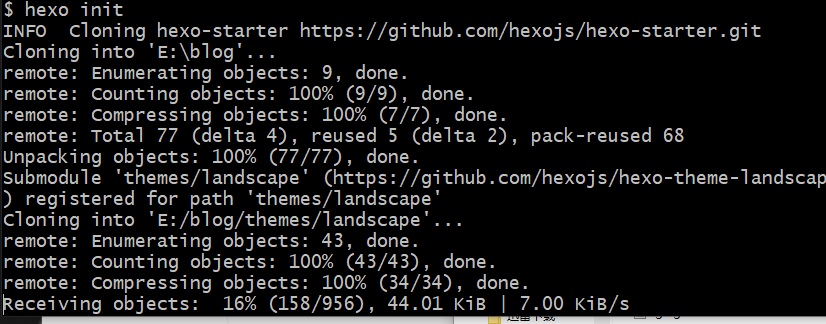 $ hexo init
INFO  Cloning hexo-starter https://github.com/hexojs/hexo-starter.git
Cloning into 'E:\blog'...
remote: Enumerating objects: 9, done.
remote: Counting objects: 100% (9/9), done.
remote: Compressing objects: 100% (7/7), done.
remote: Total 77 (delta 4), reused 5 (delta 2), pack-reused 68
Unpacking objects: 100% (77/77), done.
Submodule 'themes/landscape' (https://github.com/hexojs/hexo-theme-landscap
) registered for path 'themes/landscape'
Cloning into 'E:/blog/themes/landscape'...
remote: Enumerating objects: 43, done.
remote: Counting objects: 100% (43/43), done.
remote: Compressing objects: 100% (34/34), done.
Receiving objects:  16% (158/956), 44.01 KiB | 7.00 KiB/s